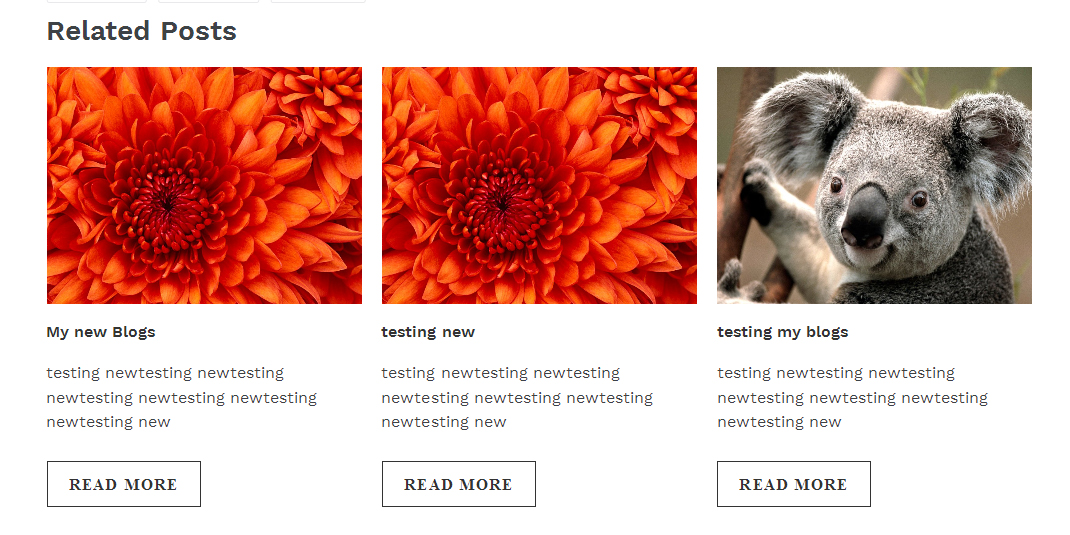 Related Posts
My new Blogs
testing newtesting newtesting
newtesting newtesting newtesting
newtesting new
READ MORE
testing new
testing newtesting newtesting
newtesting newtesting newtesting
newtesting new
READ MORE
testing my blogs
testing newtesting newtesting
newtesting newtesting newtesting
newtesting new
READ MORE